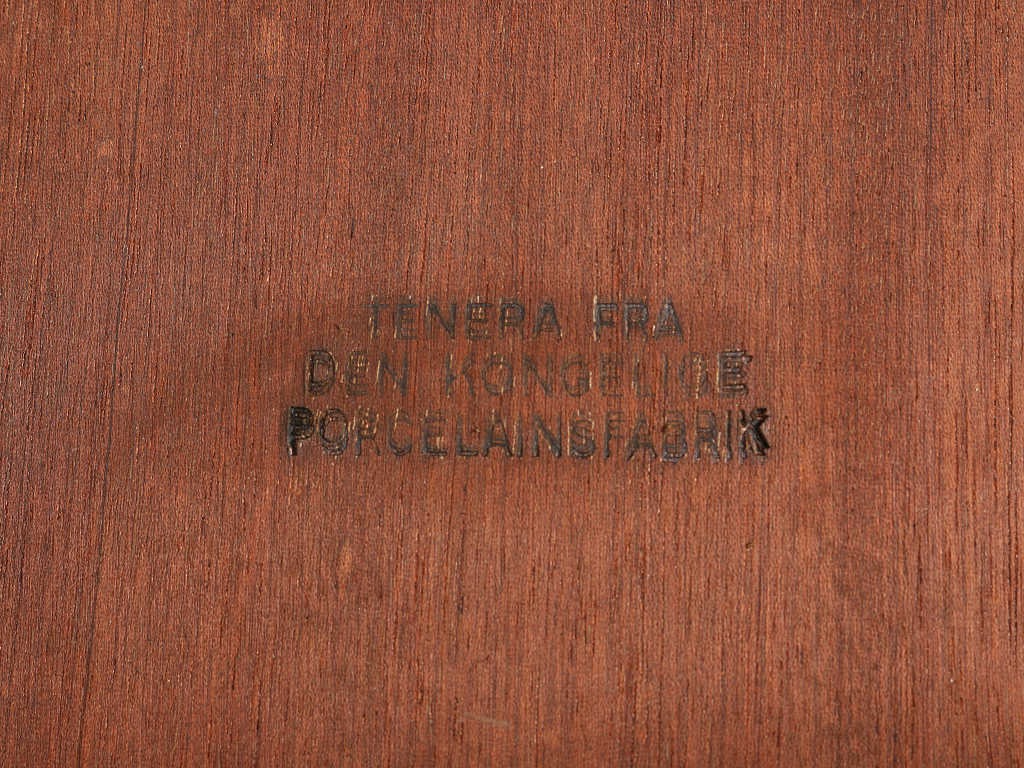 TENERA FRA
DEN KONGELIGE
PORCELAINSFABRIK